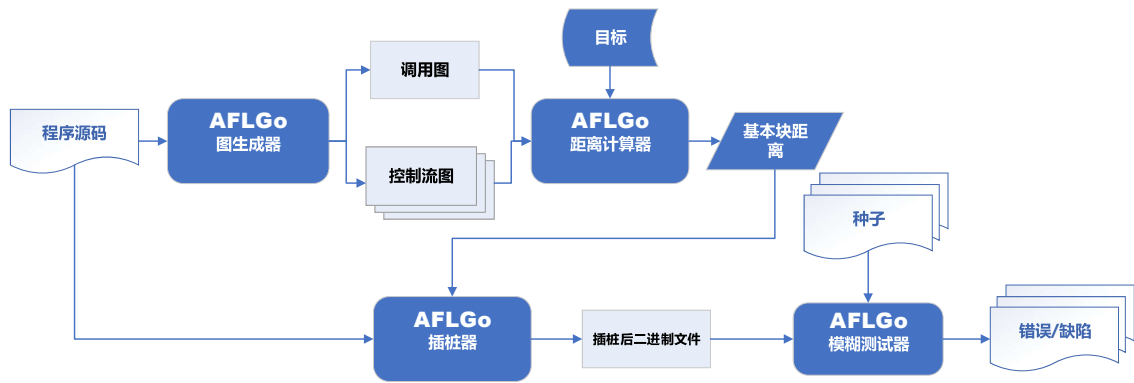 目标
调用图
程序源码
AFLGo
图生成器
AFLGo
距离计算器
基本块距
离
控制流图
种子
AFLGo
插桩器
插桩后二进制文件
AFLGo
模糊测试器
错误/缺陷